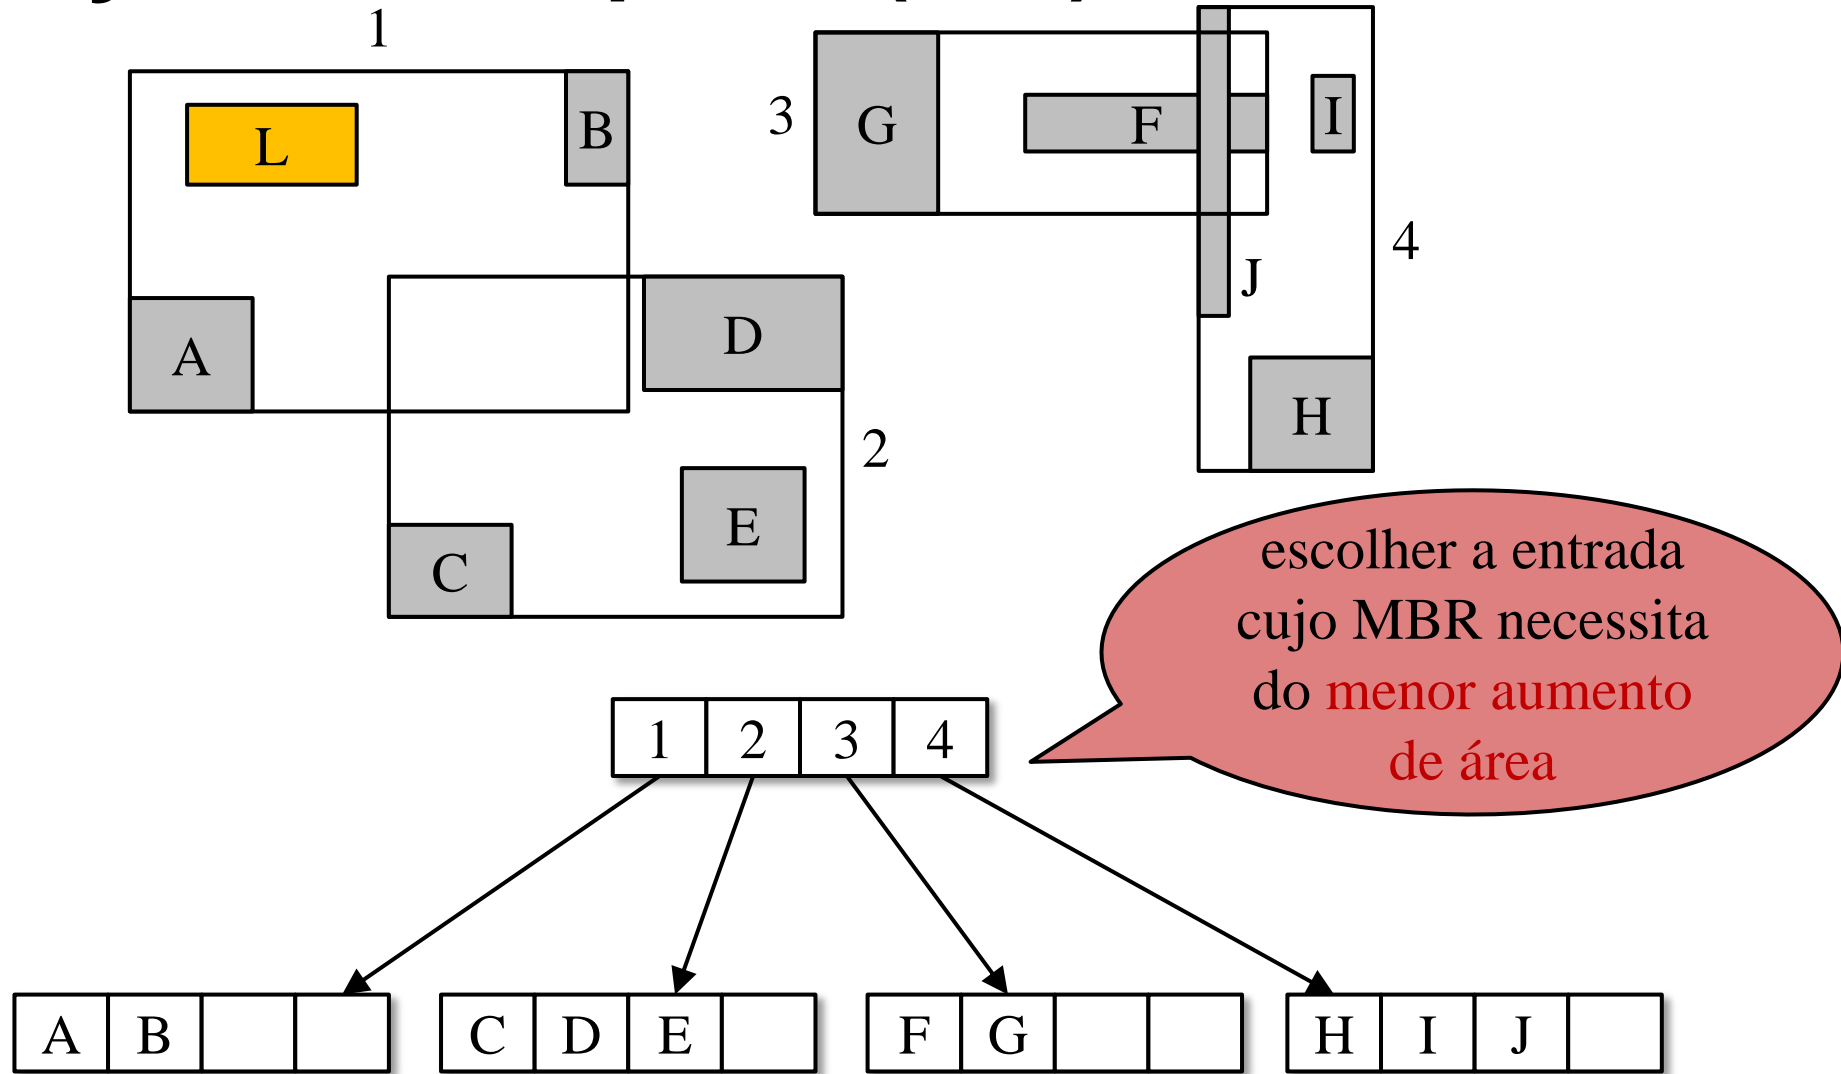 1
L
B
3
G
F
I
4
J
A
D
H
2
E
C
escolher a entrada
cujo MBR necessita
do menor aumento
de área
1 2 3 4
A B
C D E
F G
H I J